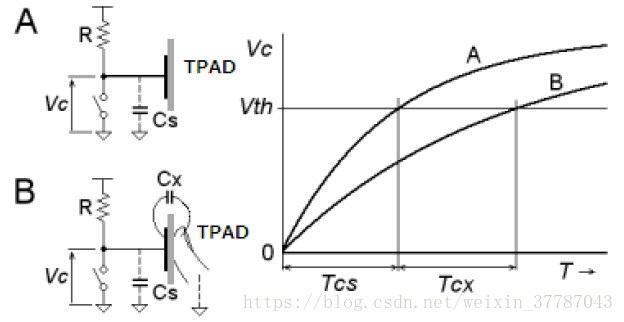 A
R
TPAD
Vc
Cs
B
Cx
R
TPAD
Vc
Cs
Vc
A
B
Vth
0
Tcs
Tcx
T→
https://blog.csdn.net/weixin_37787043